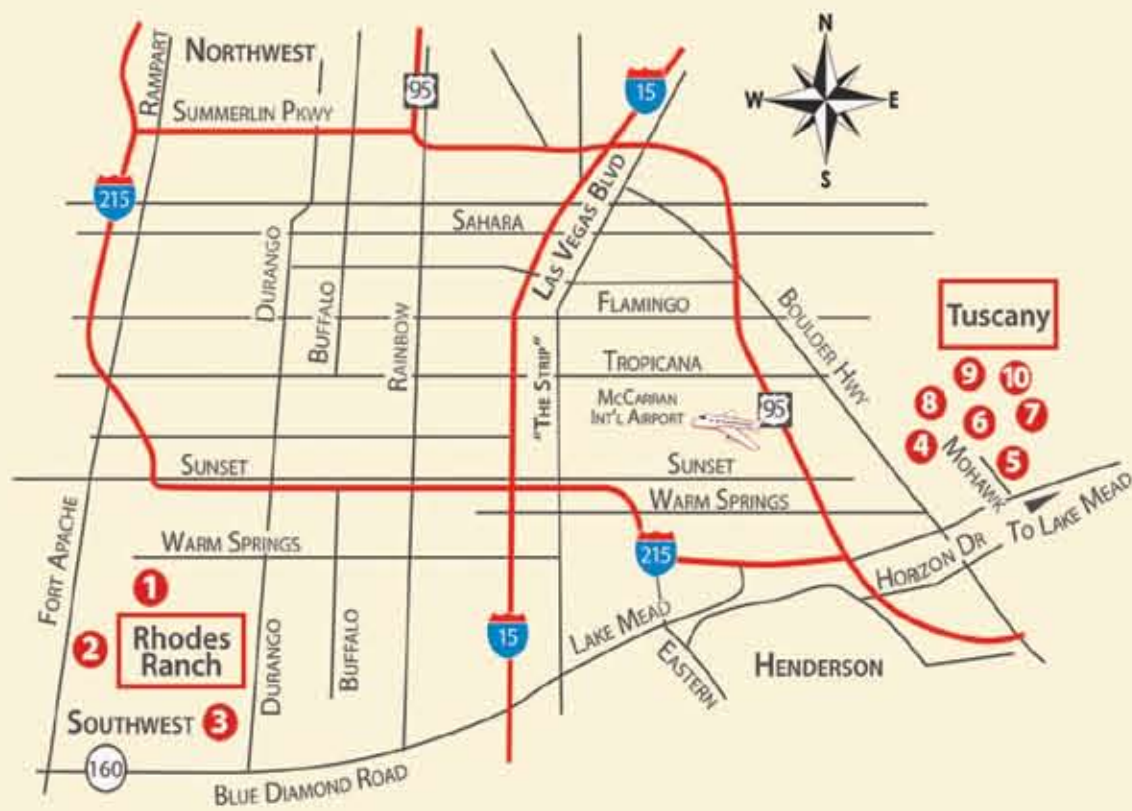 N
W
E
S
NORTHWEST
RAMPART
95
15
SUMMERLIN PKWY
215
LAS VEGAS BLVD
SAHARA
DURANGO
BUFFALO
RAINBOW
FLAMINGO
BOULDER HWY
Tuscany
"THE STRIP"
TROPICANA
MCCARRAN
INT'L AIRPORT
95
9
10
8
6
7
4
5
MOHAWK
SUNSET
SUNSET
WARM SPRINGS
TO LAKE MEAD
FORT APACHE
WARM SPRINGS
215
HORIZON DR
1
2
Rhodes
Ranch
15
LAKE MEAD
EASTERN
HENDERSON
DURANGO
BUFFALO
SOUTHWEST
3
160
BLUE DIAMOND ROAD